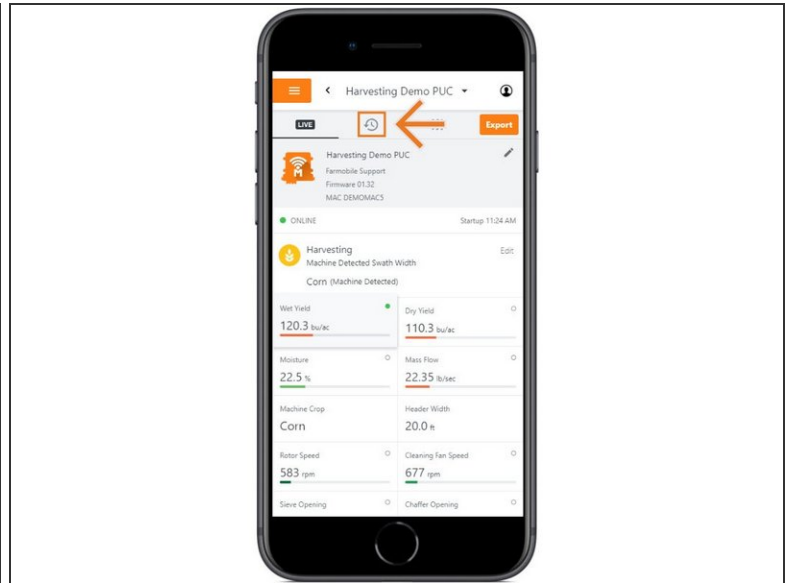 Harvesting Demo PUC
LIVE
Export
Harvesting Demo PUC
Farmobile Support
Firmware 01.32
MAC DEMOMAC5
ONLINE
Startup 11:24 AM
Harvesting
Edit
Machine Detected Swath Width
Corn (Machine Detected)
Wet Yield
Dry Yield
120.3 bu/ac
110.3 bu/ac
Moisture
Mass Flow
22.5 %
22.35 lb/sec
Machine Crop
Header Width
Corn
20.0 ft
Rotor Speed
Cleaning Fan Speed
583 rpm
677 rpm
Sieve Opening
Chaffer Opening